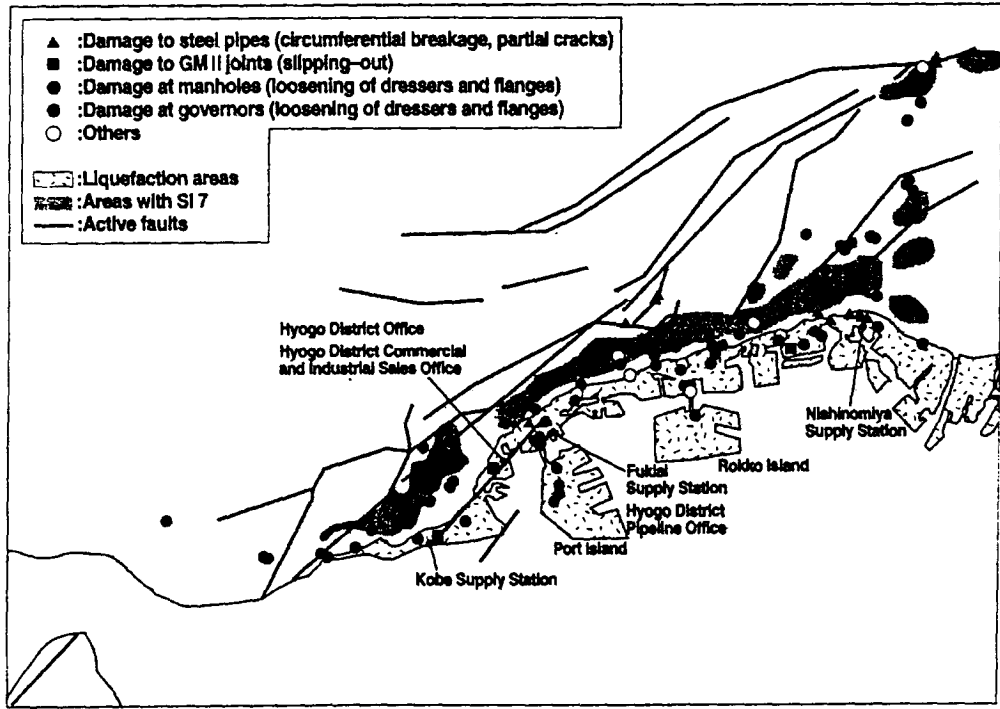 :Damage to steel pipes (circumferential breakage, partial cracks)
:Damage to GM II joints (slipping–out)
:Damage at manholes (loosening of dressers and flanges)
:Damage at governors (loosening of dressers and flanges)
:Others
:Liquefaction areas
:Areas with SI 7
:Active faults
Hyogo District Office
Hyogo District Commercial
and Industrial Sales Office
Nishinomiya
Supply Station
Rokko Island
Fukiai
Supply Station
Hyogo District
Pipeline Office
Port Island
Kobe Supply Station